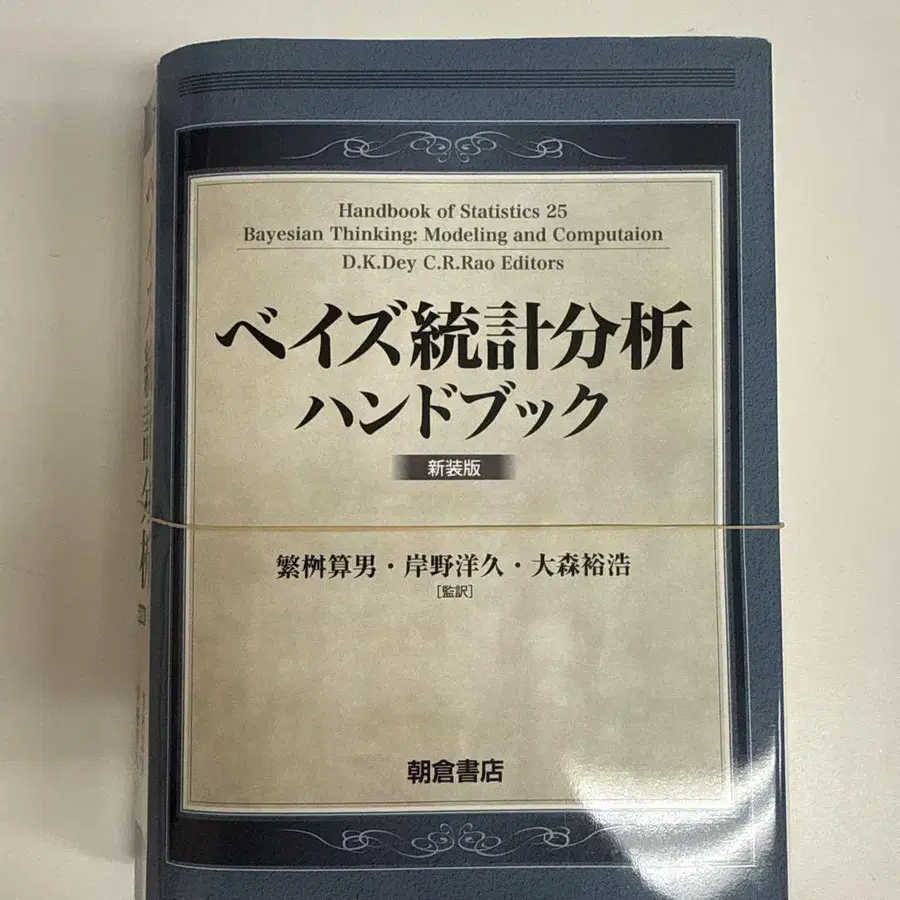 Handbook of Statistics 25
Bayesian Thinking: Modeling and Computaion
D.K.Dey C.R.Rao Editors
ベイズ統計分析
ハンドブック
新装版
繁桝算男・岸野洋久・大森裕浩
[監訳]
朝倉書店